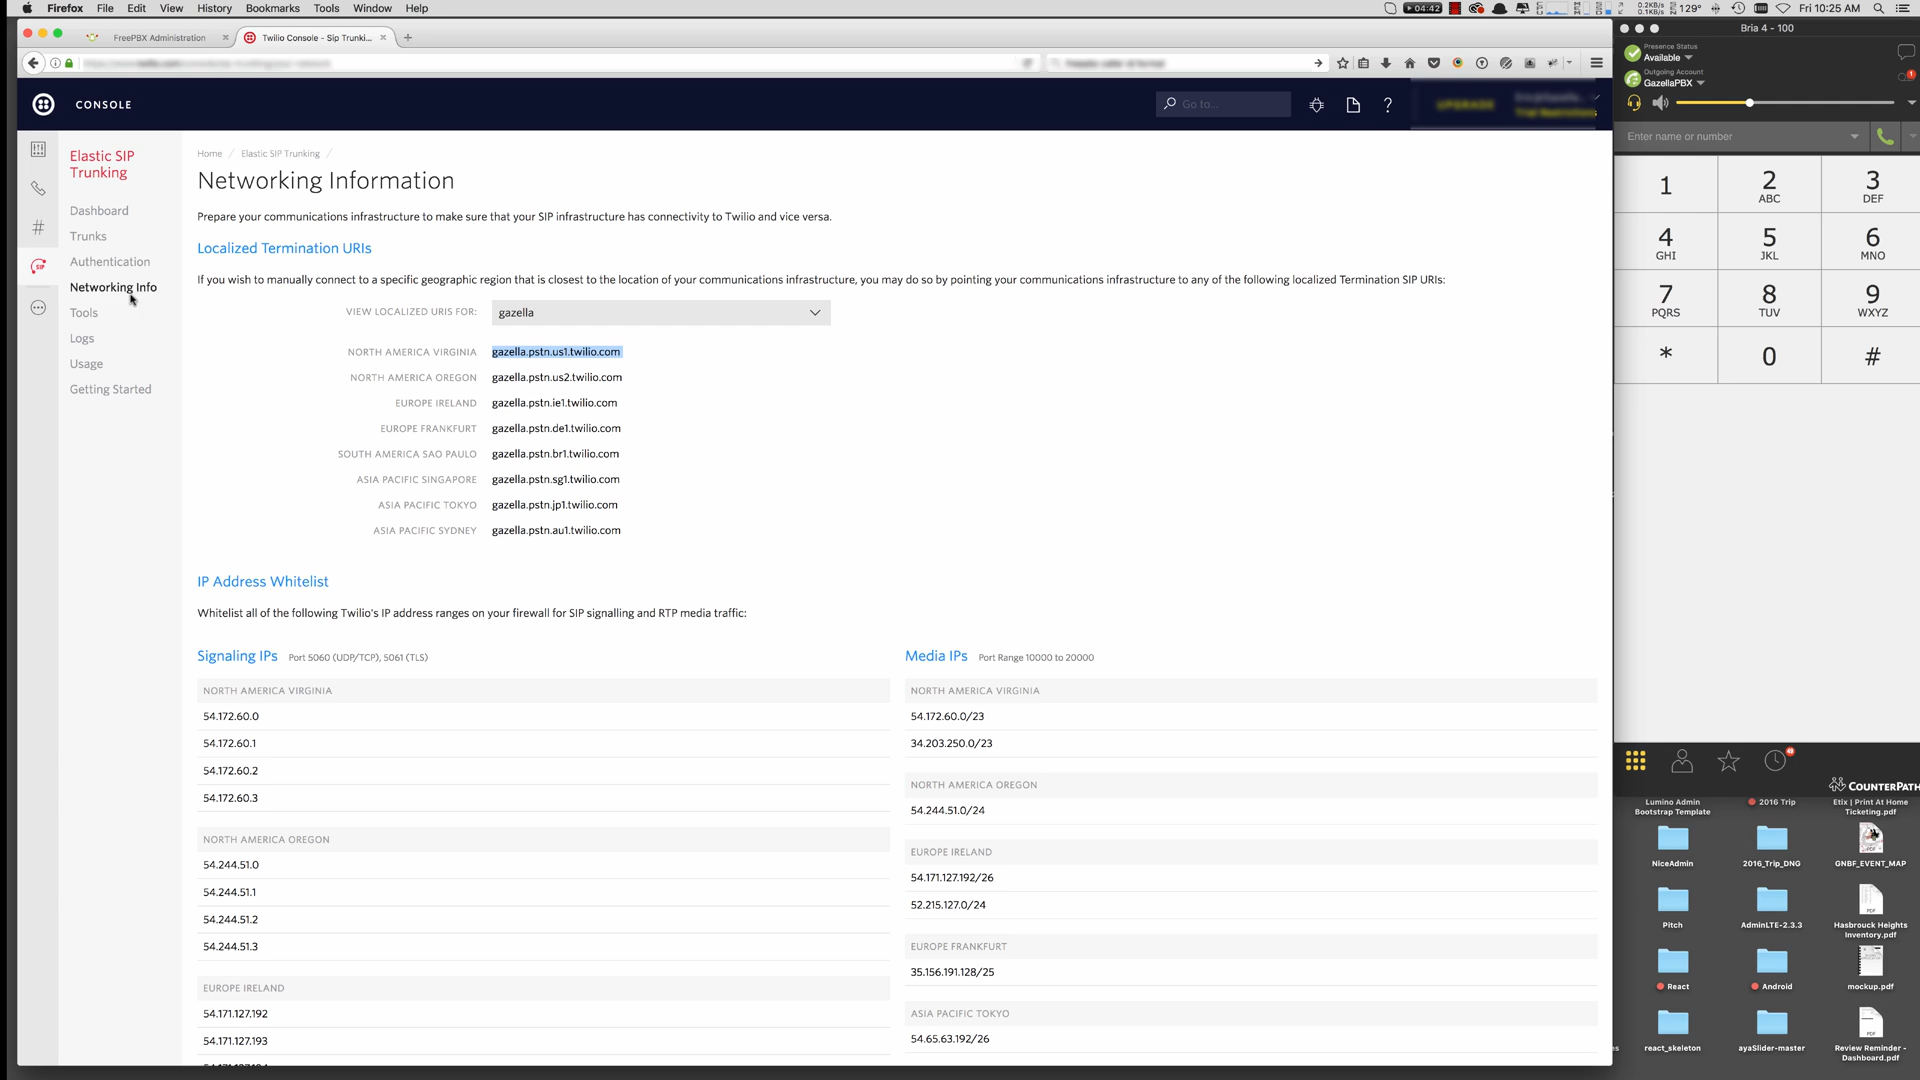 Firefox File Edit View History Bookmarks Tools Window Help
04:42
0.2KB/s
0.1KB/s
129°
Fri 10:25 AM
FreePBX Administration
Twilio Console - Sip Trunki...
CONSOLE
Go to...
?
UPGRADE
Trial Restrictions
Elastic SIP
Trunking
Dashboard
Trunks
Authentication
Networking Info
Tools
Logs
Usage
Getting Started
#
SIP
Home / Elastic SIP Trunking /
Networking Information
Prepare your communications infrastructure to make sure that your SIP infrastructure has connectivity to Twilio and vice versa.
Localized Termination URIs
If you wish to manually connect to a specific geographic region that is closest to the location of your communications infrastructure, you may do so by pointing your communications infrastructure to any of the following localized Termination SIP URIs:
VIEW LOCALIZED URIS FOR: gazella
NORTH AMERICA VIRGINIA gazella.pstn.us1.twilio.com
NORTH AMERICA OREGON gazella.pstn.us2.twilio.com
EUROPE IRELAND gazella.pstn.ie1.twilio.com
EUROPE FRANKFURT gazella.pstn.de1.twilio.com
SOUTH AMERICA SAO PAULO gazella.pstn.br1.twilio.com
ASIA PACIFIC SINGAPORE gazella.pstn.sg1.twilio.com
ASIA PACIFIC TOKYO gazella.pstn.jp1.twilio.com
ASIA PACIFIC SYDNEY gazella.pstn.au1.twilio.com
IP Address Whitelist
Whitelist all of the following Twilio's IP address ranges on your firewall for SIP signalling and RTP media traffic:
Signaling IPs Port 5060 (UDP/TCP), 5061 (TLS)
NORTH AMERICA VIRGINIA
54.172.60.0
54.172.60.1
54.172.60.2
54.172.60.3
NORTH AMERICA OREGON
54.244.51.0
54.244.51.1
54.244.51.2
54.244.51.3
EUROPE IRELAND
54.171.127.192
54.171.127.193
Media IPs Port Range 10000 to 20000
NORTH AMERICA VIRGINIA
54.172.60.0/23
34.203.250.0/23
NORTH AMERICA OREGON
54.244.51.0/24
EUROPE IRELAND
54.171.127.192/26
52.215.127.0/24
EUROPE FRANKFURT
35.156.191.128/25
ASIA PACIFIC TOKYO
54.65.63.192/26
Bria 4 - 100
Presence Status
Available
Outgoing Account
GazellaPBX
1
Enter name or number
1 2 3
ABC DEF
4 5 6
GHI JKL MNO
7 8 9
PQRS TUV WXYZ
* 0 #
COUNTERPATH
Lumino Admin
Bootstrap Template
2016 Trip
Etix | Print At Home
Ticketing.pdf
NiceAdmin
2016_Trip_DNG
GNBF_EVENT_MAP
Pitch
AdminLTE-2.3.3
Hasbrouck Heights
Inventory.pdf
React
Android
mockup.pdf
react_skeleton
ayaSlider-master
Review Reminder -
Dashboard.pdf